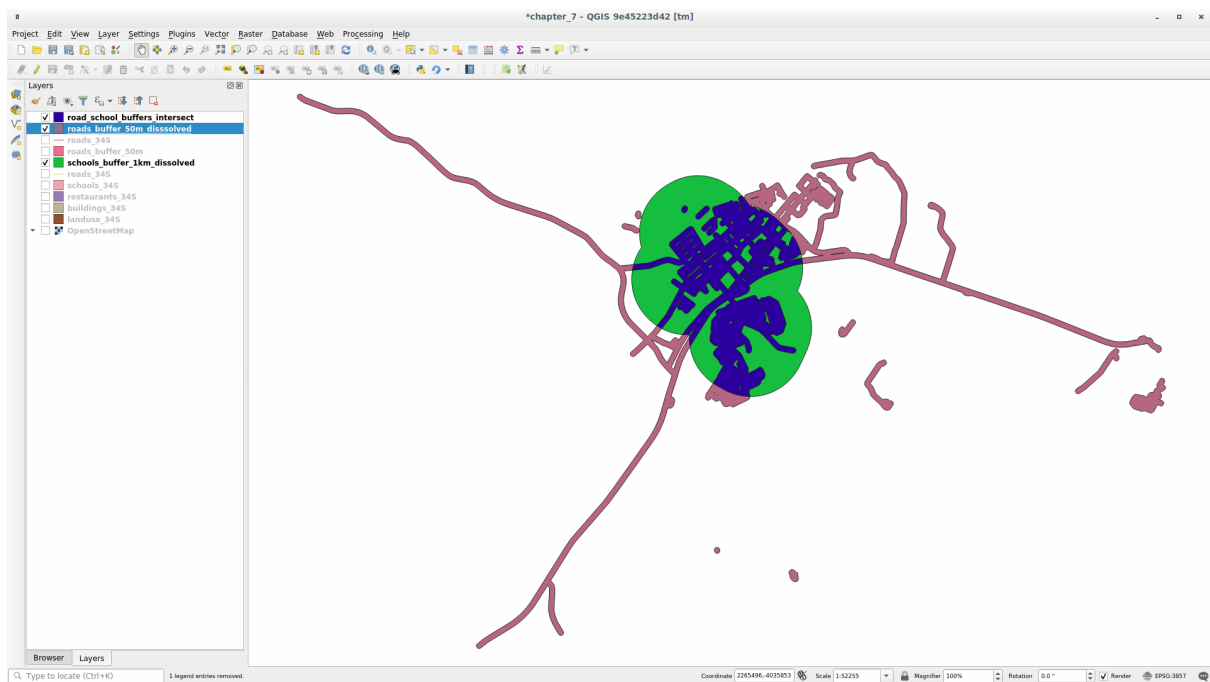 *chapter_7 - QGIS 9e45223d42 [tm]
Project Edit View Layer Settings Plugins Vector Raster Database Web Processing Help
Layers
road_school_buffers_intersect
roads_buffer_50m_disssolved
roads_34S
roads_buffer_50m
schools_buffer_1km_dissolved
roads_34S
schools_34S
restaurants_34S
buildings_34S
landuse_34S
OpenStreetMap
Browser Layers
Type to locate (Ctrl+K) 1 legend entries removed. Coordinate 2265496,-4035853 Scale 1:52255 Magnifier 100% Rotation 0.0 ° Render EPSG:3857